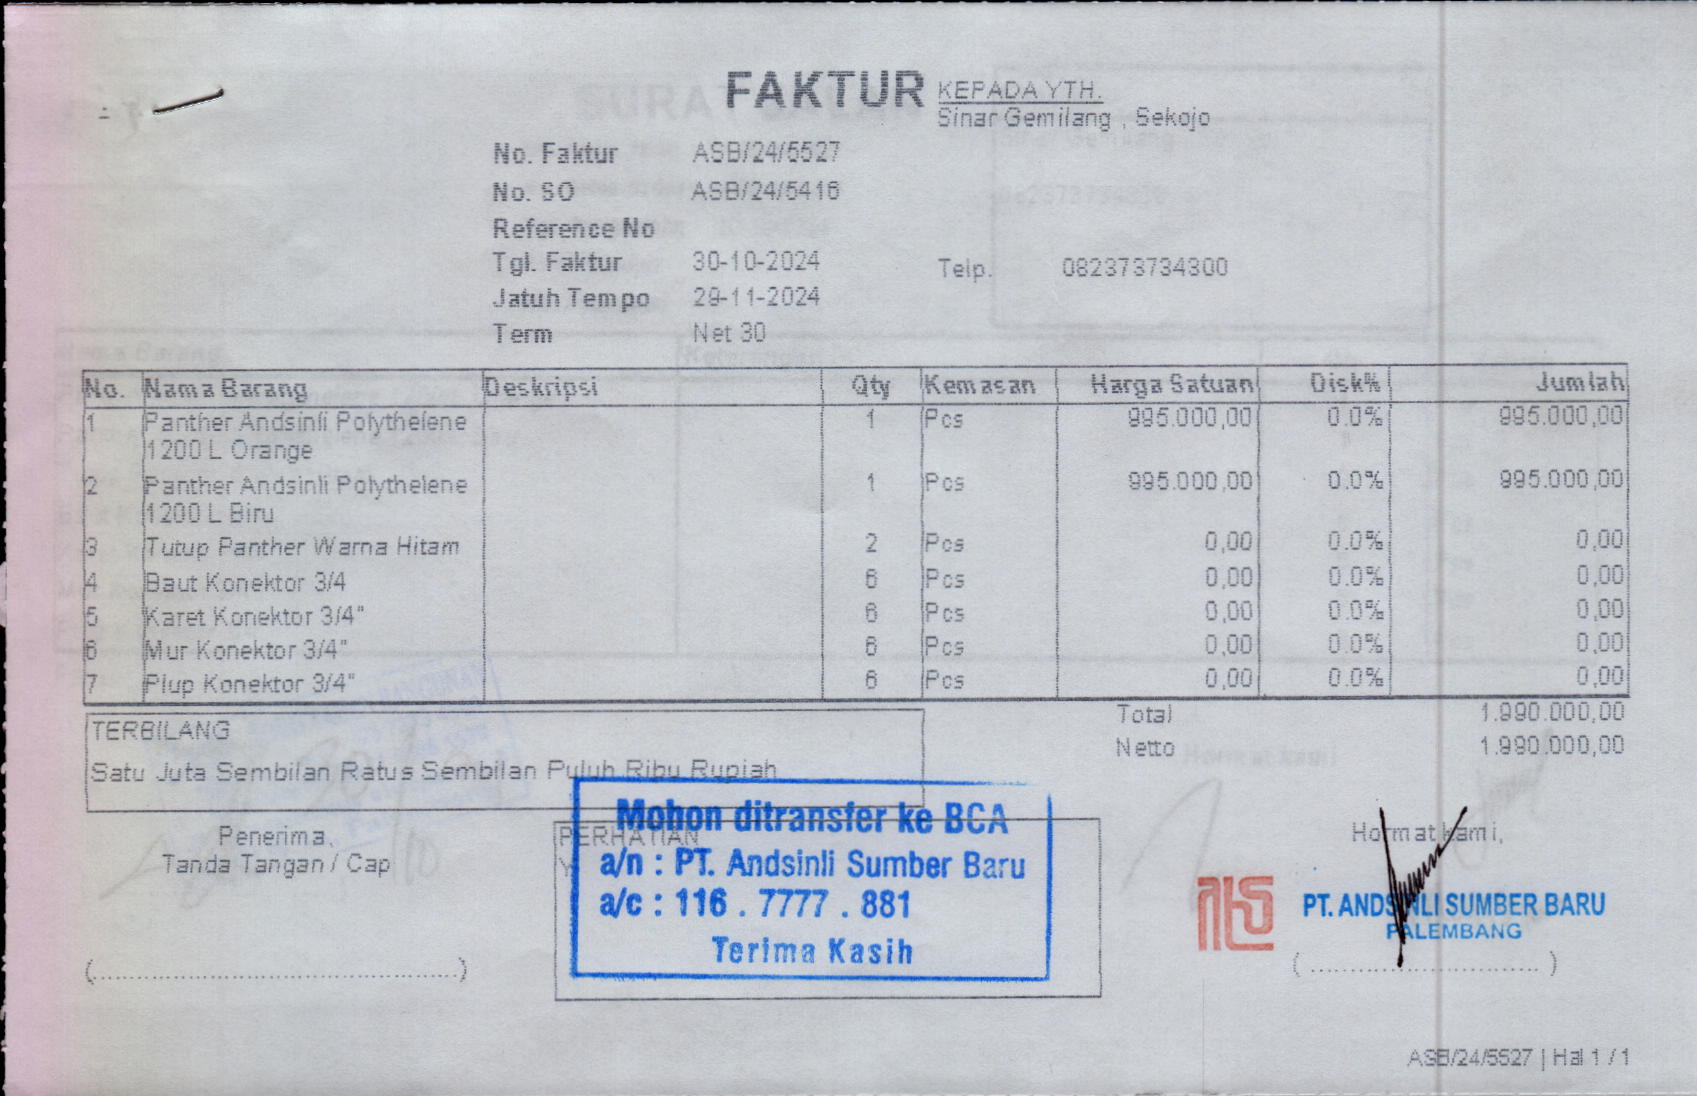 FAKTUR
KEPADA YTH.
Sinar Gemilang , Sekojo
No. Faktur ASB/24/5527
No. SO ASB/24/5416
Reference No
Tgl. Faktur 30-10-2024
Telp. 082373734300
Jatuh Tempo 29-11-2024
Term Net 30
No. Nama Barang Deskripsi Qty Kemasan Harga Satuan Disk% Jumlah
1 Panther Andsinli Polythelene 1 Pcs 995.000,00 0.0% 995.000,00
1200 L Orange
2 Panther Andsinli Polythelene 1 Pcs 995.000,00 0.0% 995.000,00
1200 L Biru
3 Tutup Panther Warna Hitam 2 Pcs 0,00 0.0% 0,00
4 Baut Konektor 3/4 6 Pcs 0,00 0.0% 0,00
5 Karet Konektor 3/4" 6 Pcs 0,00 0.0% 0,00
6 Mur Konektor 3/4" 6 Pcs 0,00 0.0% 0,00
7 Plup Konektor 3/4" 6 Pcs 0,00 0.0% 0,00
Total 1.990.000,00
Netto 1.990.000,00
TERBILANG
Satu Juta Sembilan Ratus Sembilan Puluh Ribu Rupiah
Penerima,
Tanda Tangan / Cap
PERHATIAN
Mohon ditransfer ke BCA
a/n : PT. Andsinli Sumber Baru
a/c : 116 . 7777 . 881
Terima Kasih
Hormat kami,
PT. ANDSINLI SUMBER BARU
PALEMBANG
ASB/24/5527 | Hal 1 / 1